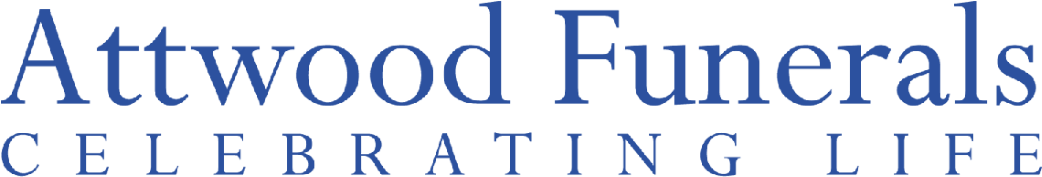 Attwood Funerals
CELEBRATING LIFE